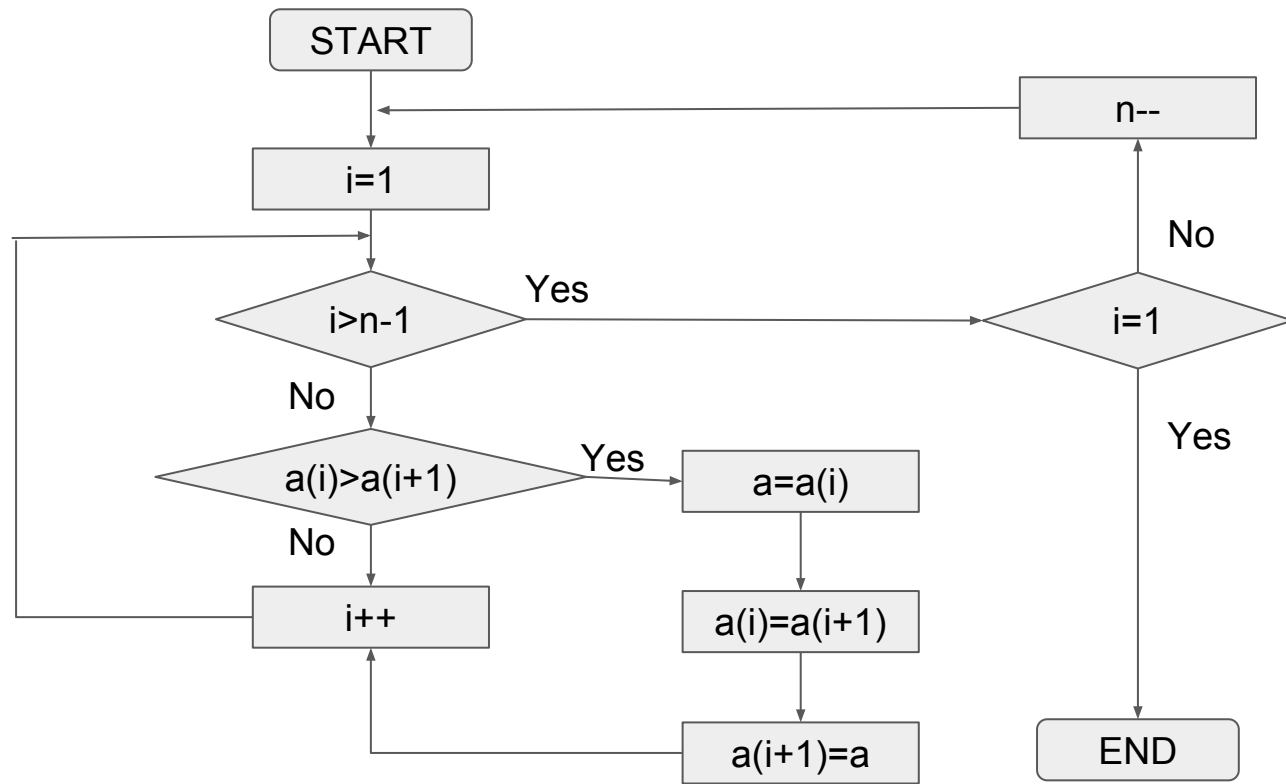 START
n--
i=1
No
Yes
i>n-1
i=1
No
Yes
Yes
a(i)>a(i+1)
a=a(i)
No
i++
a(i)=a(i+1)
a(i+1)=a
END